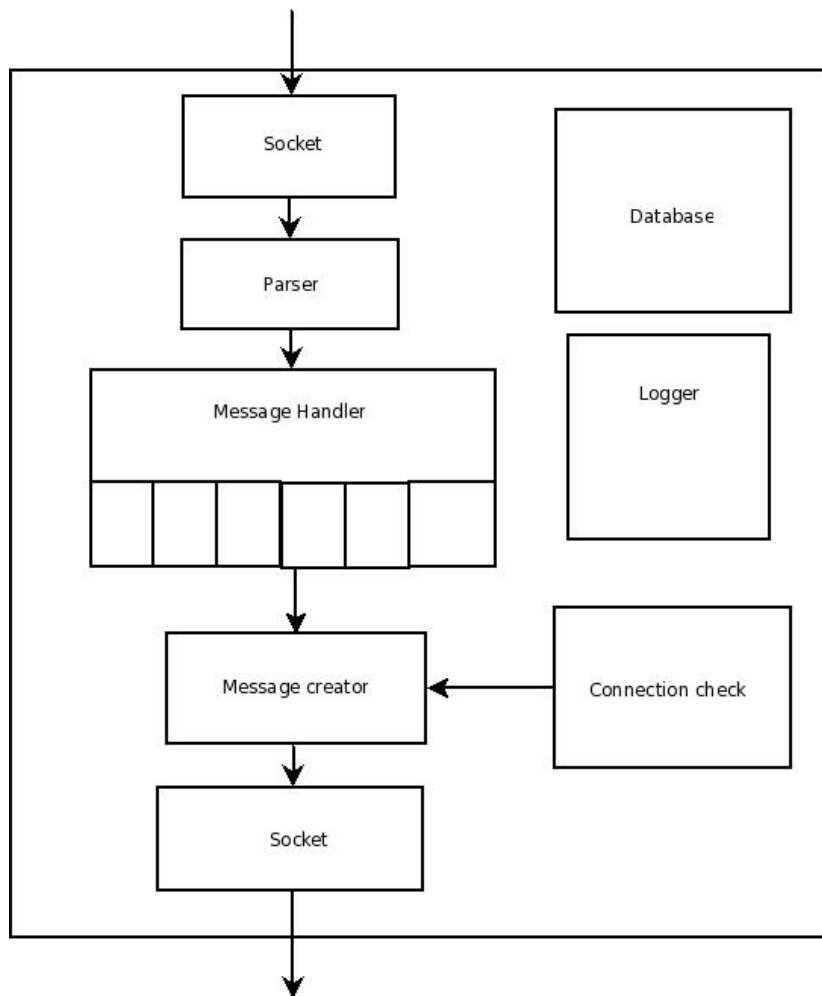 Socket
Database
Parser
Logger
Message Handler
Message creator
Connection check
Socket